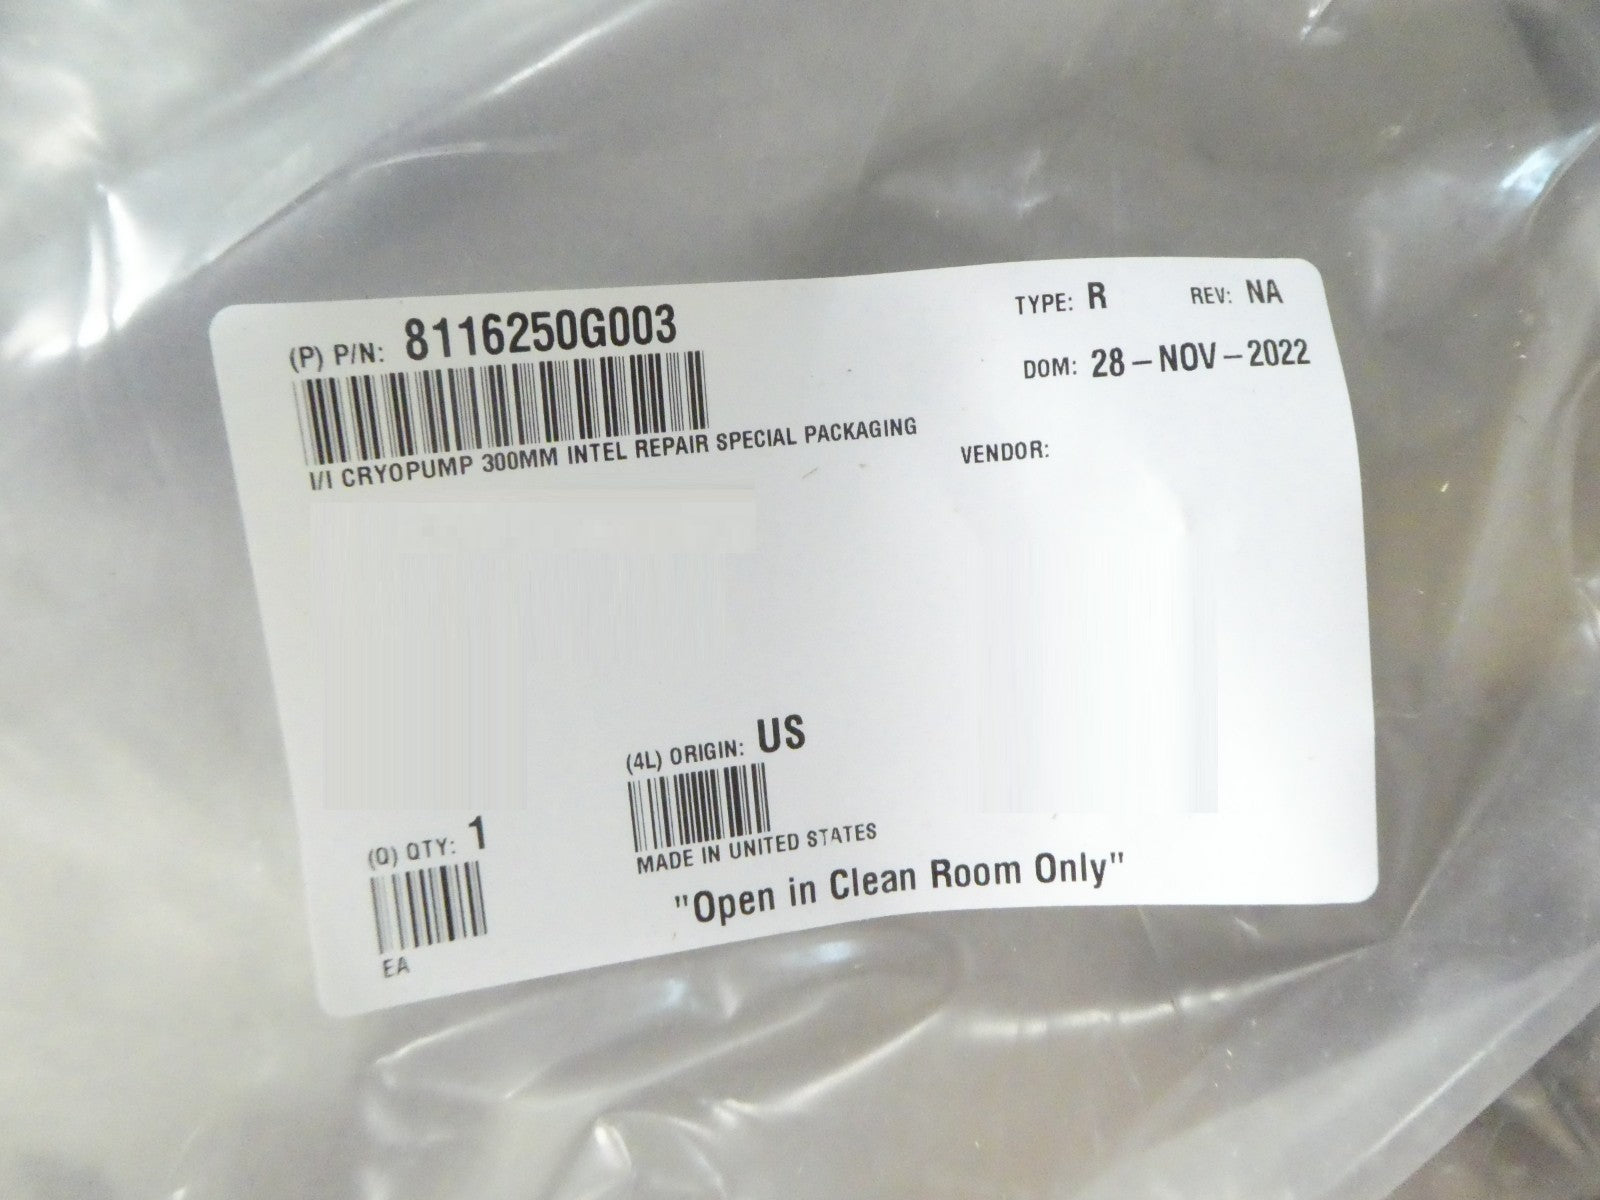 (P) P/N: 8116250G003
TYPE: R REV: NA
DOM: 28-NOV-2022
I/I CRYOPUMP 300MM INTEL REPAIR SPECIAL PACKAGING
VENDOR:
(4L) ORIGIN: US
MADE IN UNITED STATES
(Q) QTY: 1
EA
"Open in Clean Room Only"